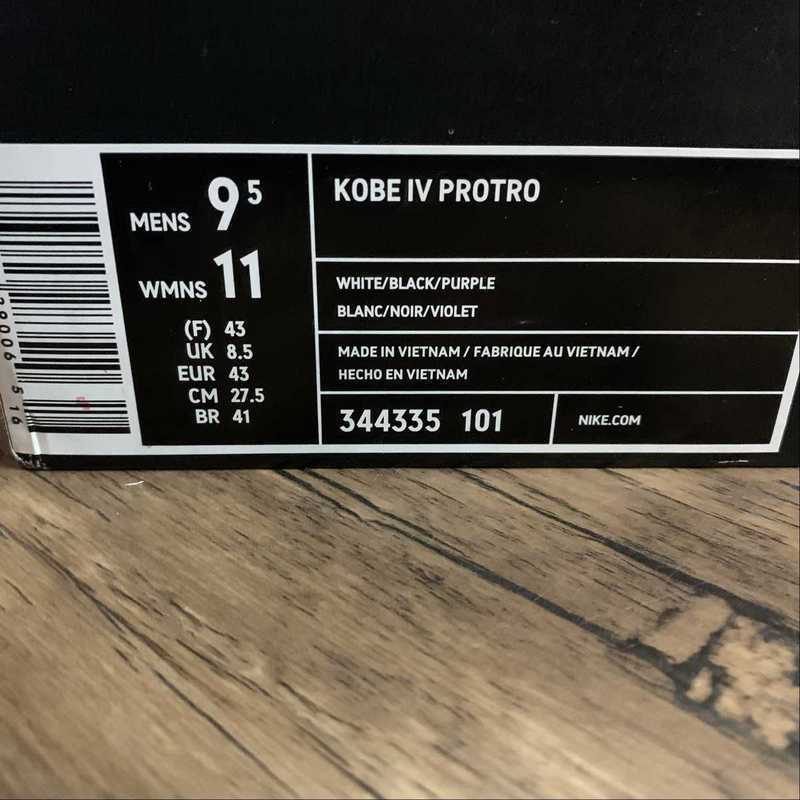 MENS 9 5
WMNS 11
(F) 43
UK 8.5
EUR 43
CM 27.5
BR 41
KOBE IV PROTRO
WHITE/BLACK/PURPLE
BLANC/NOIR/VIOLET
MADE IN VIETNAM / FABRIQUE AU VIETNAM /
HECHO EN VIETNAM
344335 101
NIKE.COM